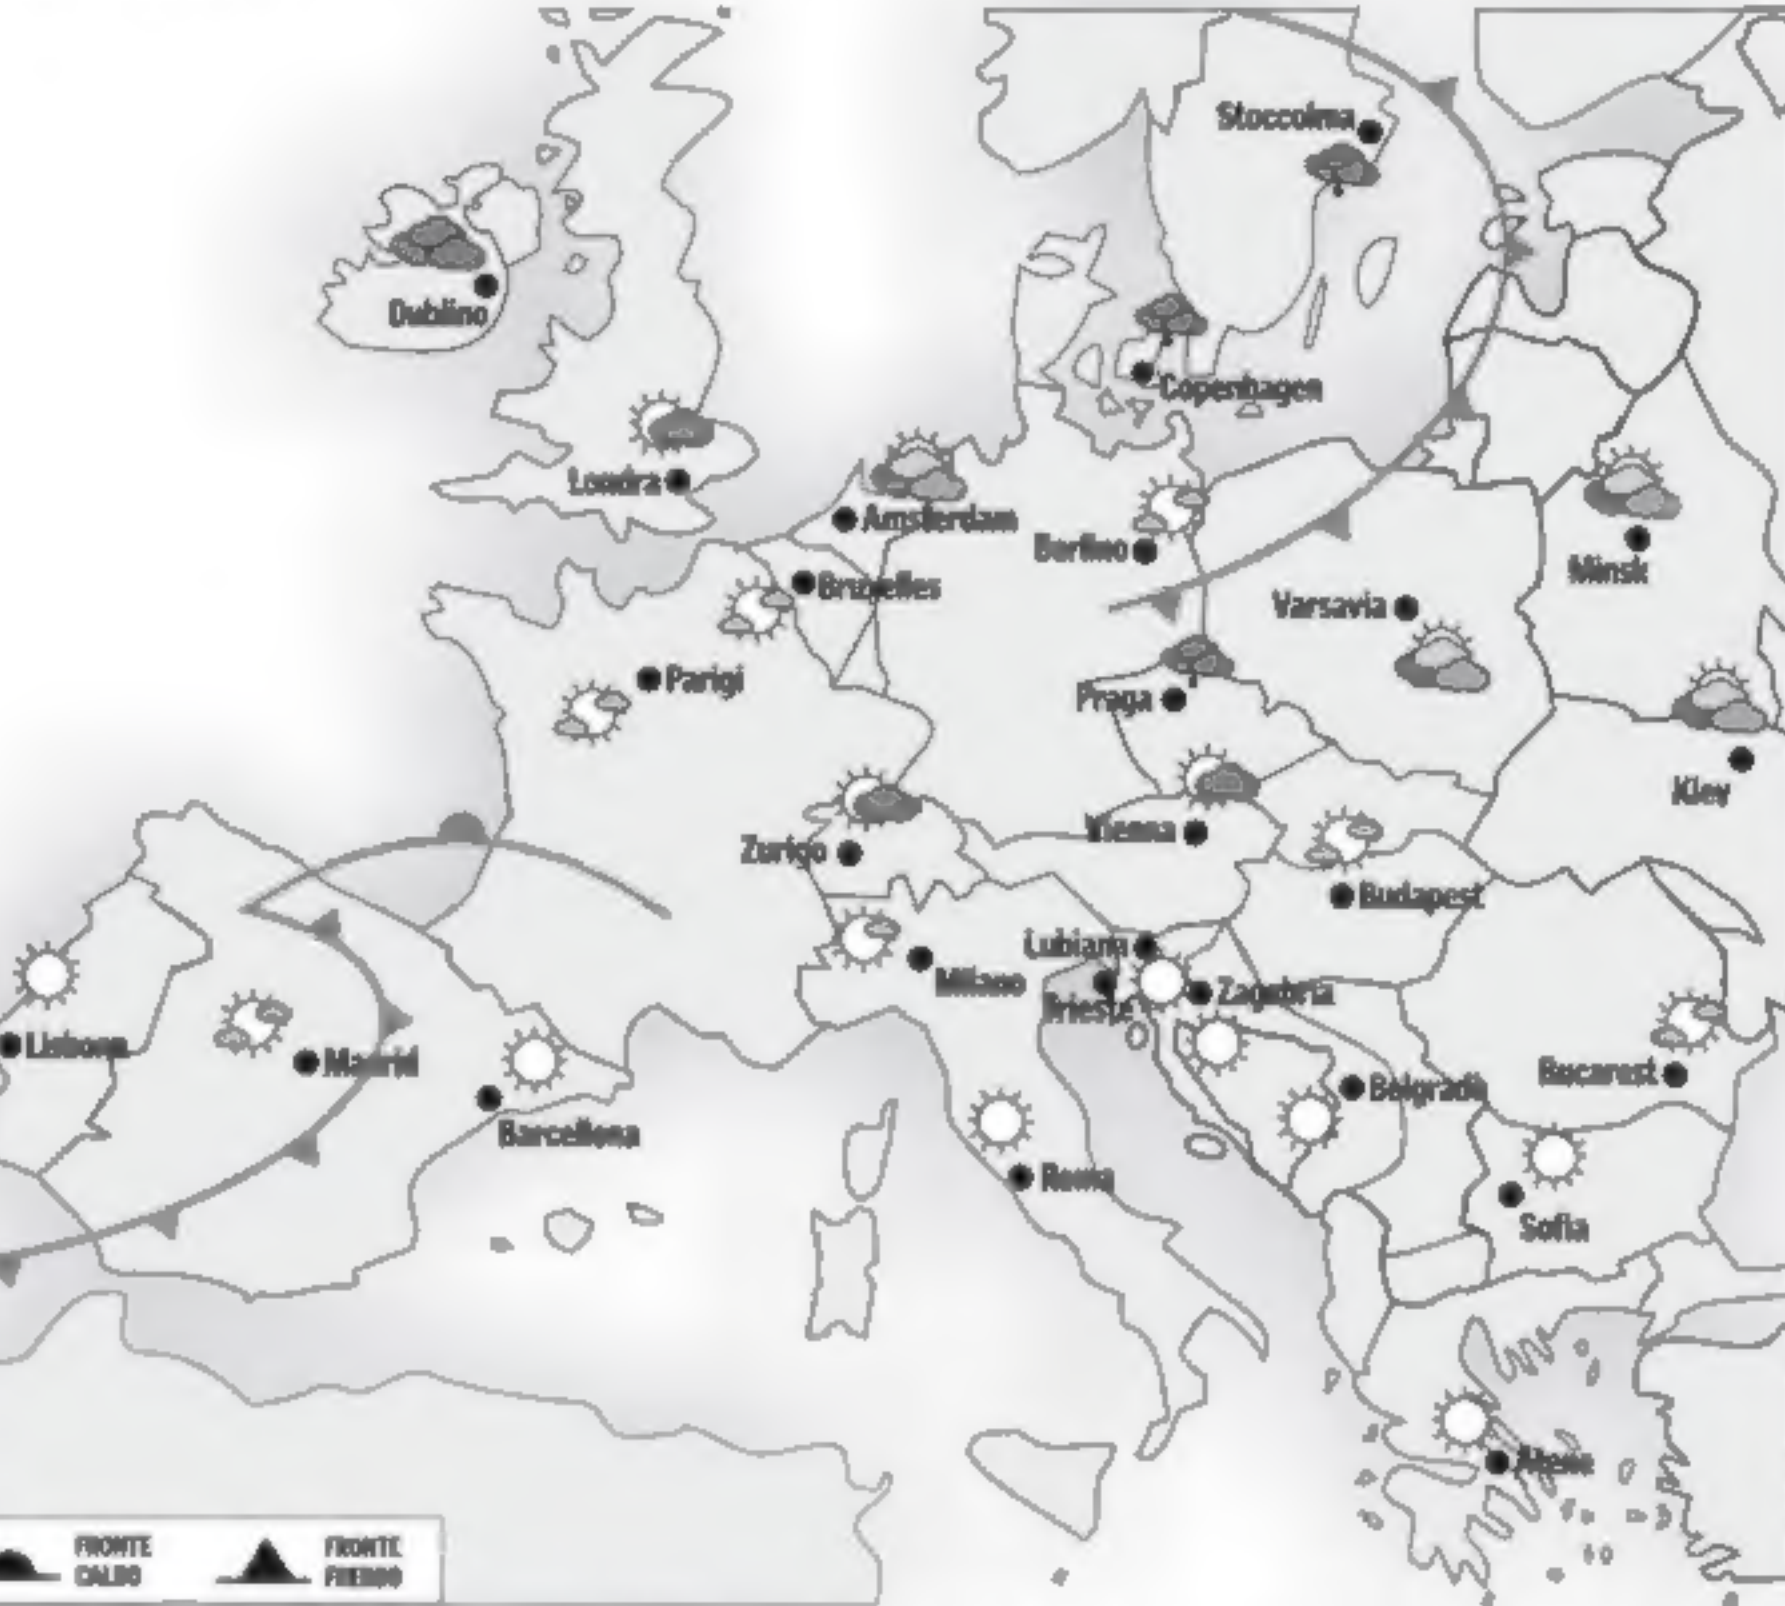 Stoccolma
Dublino
Copenhagen
Londra
Amsterdam
Berlino
Minsk
Bruxelles
Varsavia
Parigi
Praga
Kiev
Vienna
Zurigo
Budapest
Lubiana
Milano
Zagabria
Trieste
Lisbona
Madrid
Bucarest
Belgrado
Barcellona
Roma
Sofia
Atene
FRONTE
CALDO
FRONTE
FREDDO